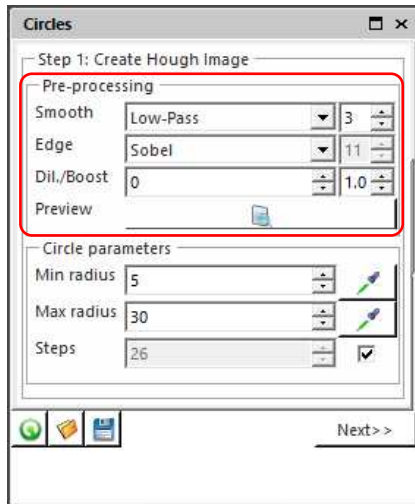 Circles
Step 1: Create Hough Image
Pre-processing
Smooth Low-Pass 3
Edge Sobel 11
Dil./Boost 0 1.0
Preview
Circle parameters
Min radius 5
Max radius 30
Steps 26
Next>>